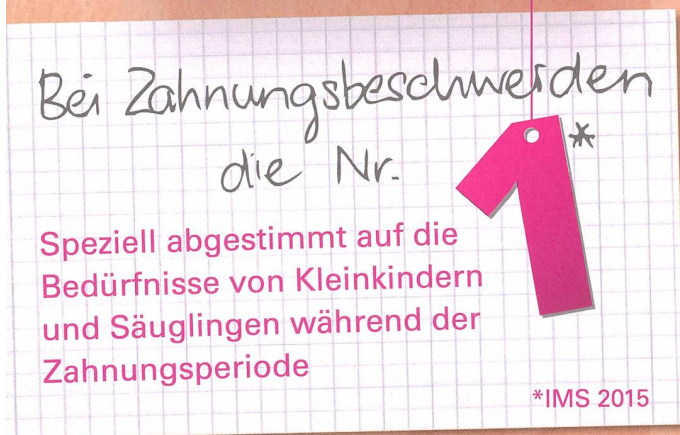 Bei Zahnungsbeschwerden
die Nr. 1*
Speziell abgestimmt auf die
Bedürfnisse von Kleinkindern
und Säuglingen während der
Zahnungsperiode
*IMS 2015